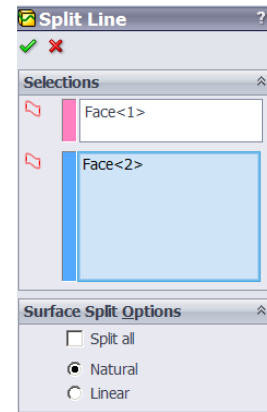 Split Line ?
Selections
Face<1>
Face<2>
Surface Split Options
Split all
Natural
Linear